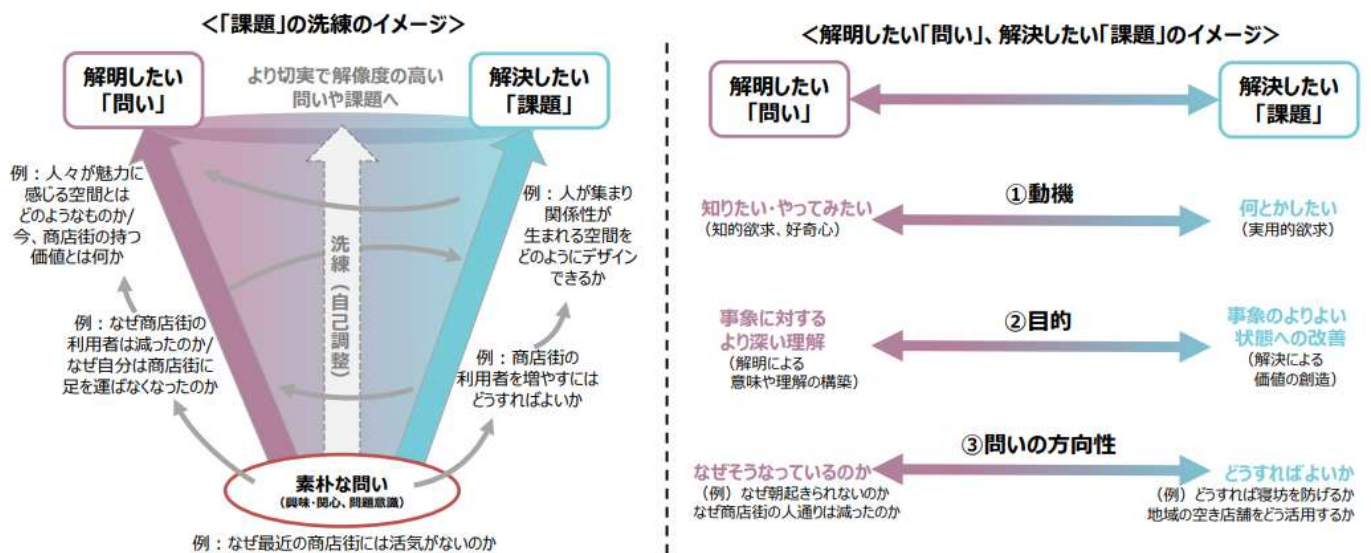 ＜「課題」の洗練のイメージ＞
解明したい
「問い」
より切実で解像度の高い
問いや課題へ
解決したい
「課題」
例：人々が魅力に
感じる空間とは
どのようなものか/
今、商店街の持つ
価値とは何か
例：人が集まり
関係性が
生まれる空間を
どのようにデザイン
できるか
洗練（自己調整）
例：なぜ商店街の
利用者は減ったのか/
なぜ自分は商店街に
足を運ばなくなったのか
例：商店街の
利用者を増やすには
どうすればよいか
素朴な問い
（興味・関心、問題意識）
例：なぜ最近の商店街には活気がないのか
＜解明したい「問い」、解決したい「課題」のイメージ＞
解明したい
「問い」
解決したい
「課題」
①動機
知りたい・やってみたい
（知的欲求、好奇心）
何とかしたい
（実用的欲求）
②目的
事象に対する
より深い理解
（解明による
意味や理解の構築）
事象のよりよい
状態への改善
（解決による
価値の創造）
③問いの方向性
なぜそうなっているのか
（例）なぜ朝起きられないのか
なぜ商店街の人通りは減ったのか
どうすればよいか
（例）どうすれば寝坊を防げるか
地域の空き店舗をどう活用するか